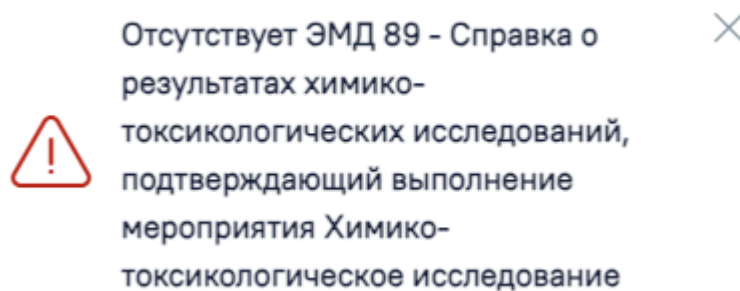 Отсутствует ЭМД 89 - Справка о
результатах химико-
токсикологических исследований,
подтверждающий выполнение
мероприятия Химико-
токсикологическое исследование